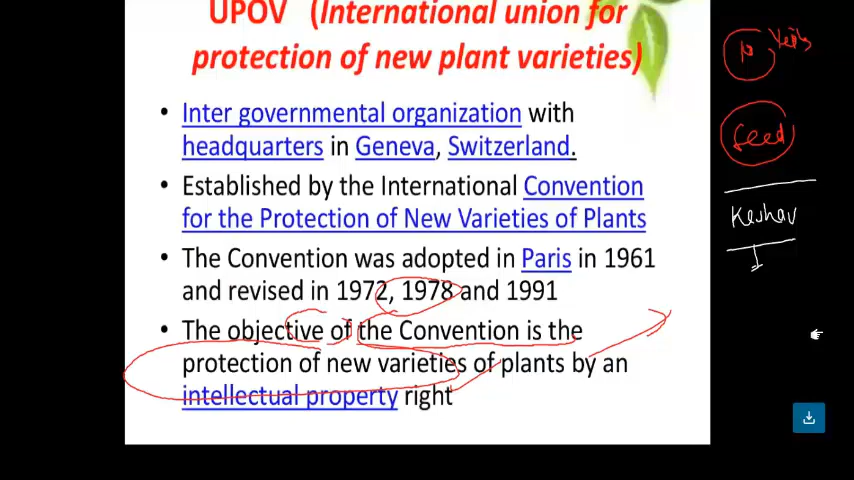 UPOV (International union for
protection of new plant varieties)
• Inter governmental organization with
headquarters in Geneva, Switzerland.
• Established by the International Convention
for the Protection of New Varieties of Plants
• The Convention was adopted in Paris in 1961
and revised in 1972, 1978 and 1991
• The objective of the Convention is the
protection of new varieties of plants by an
intellectual property right
Seed
Keshav